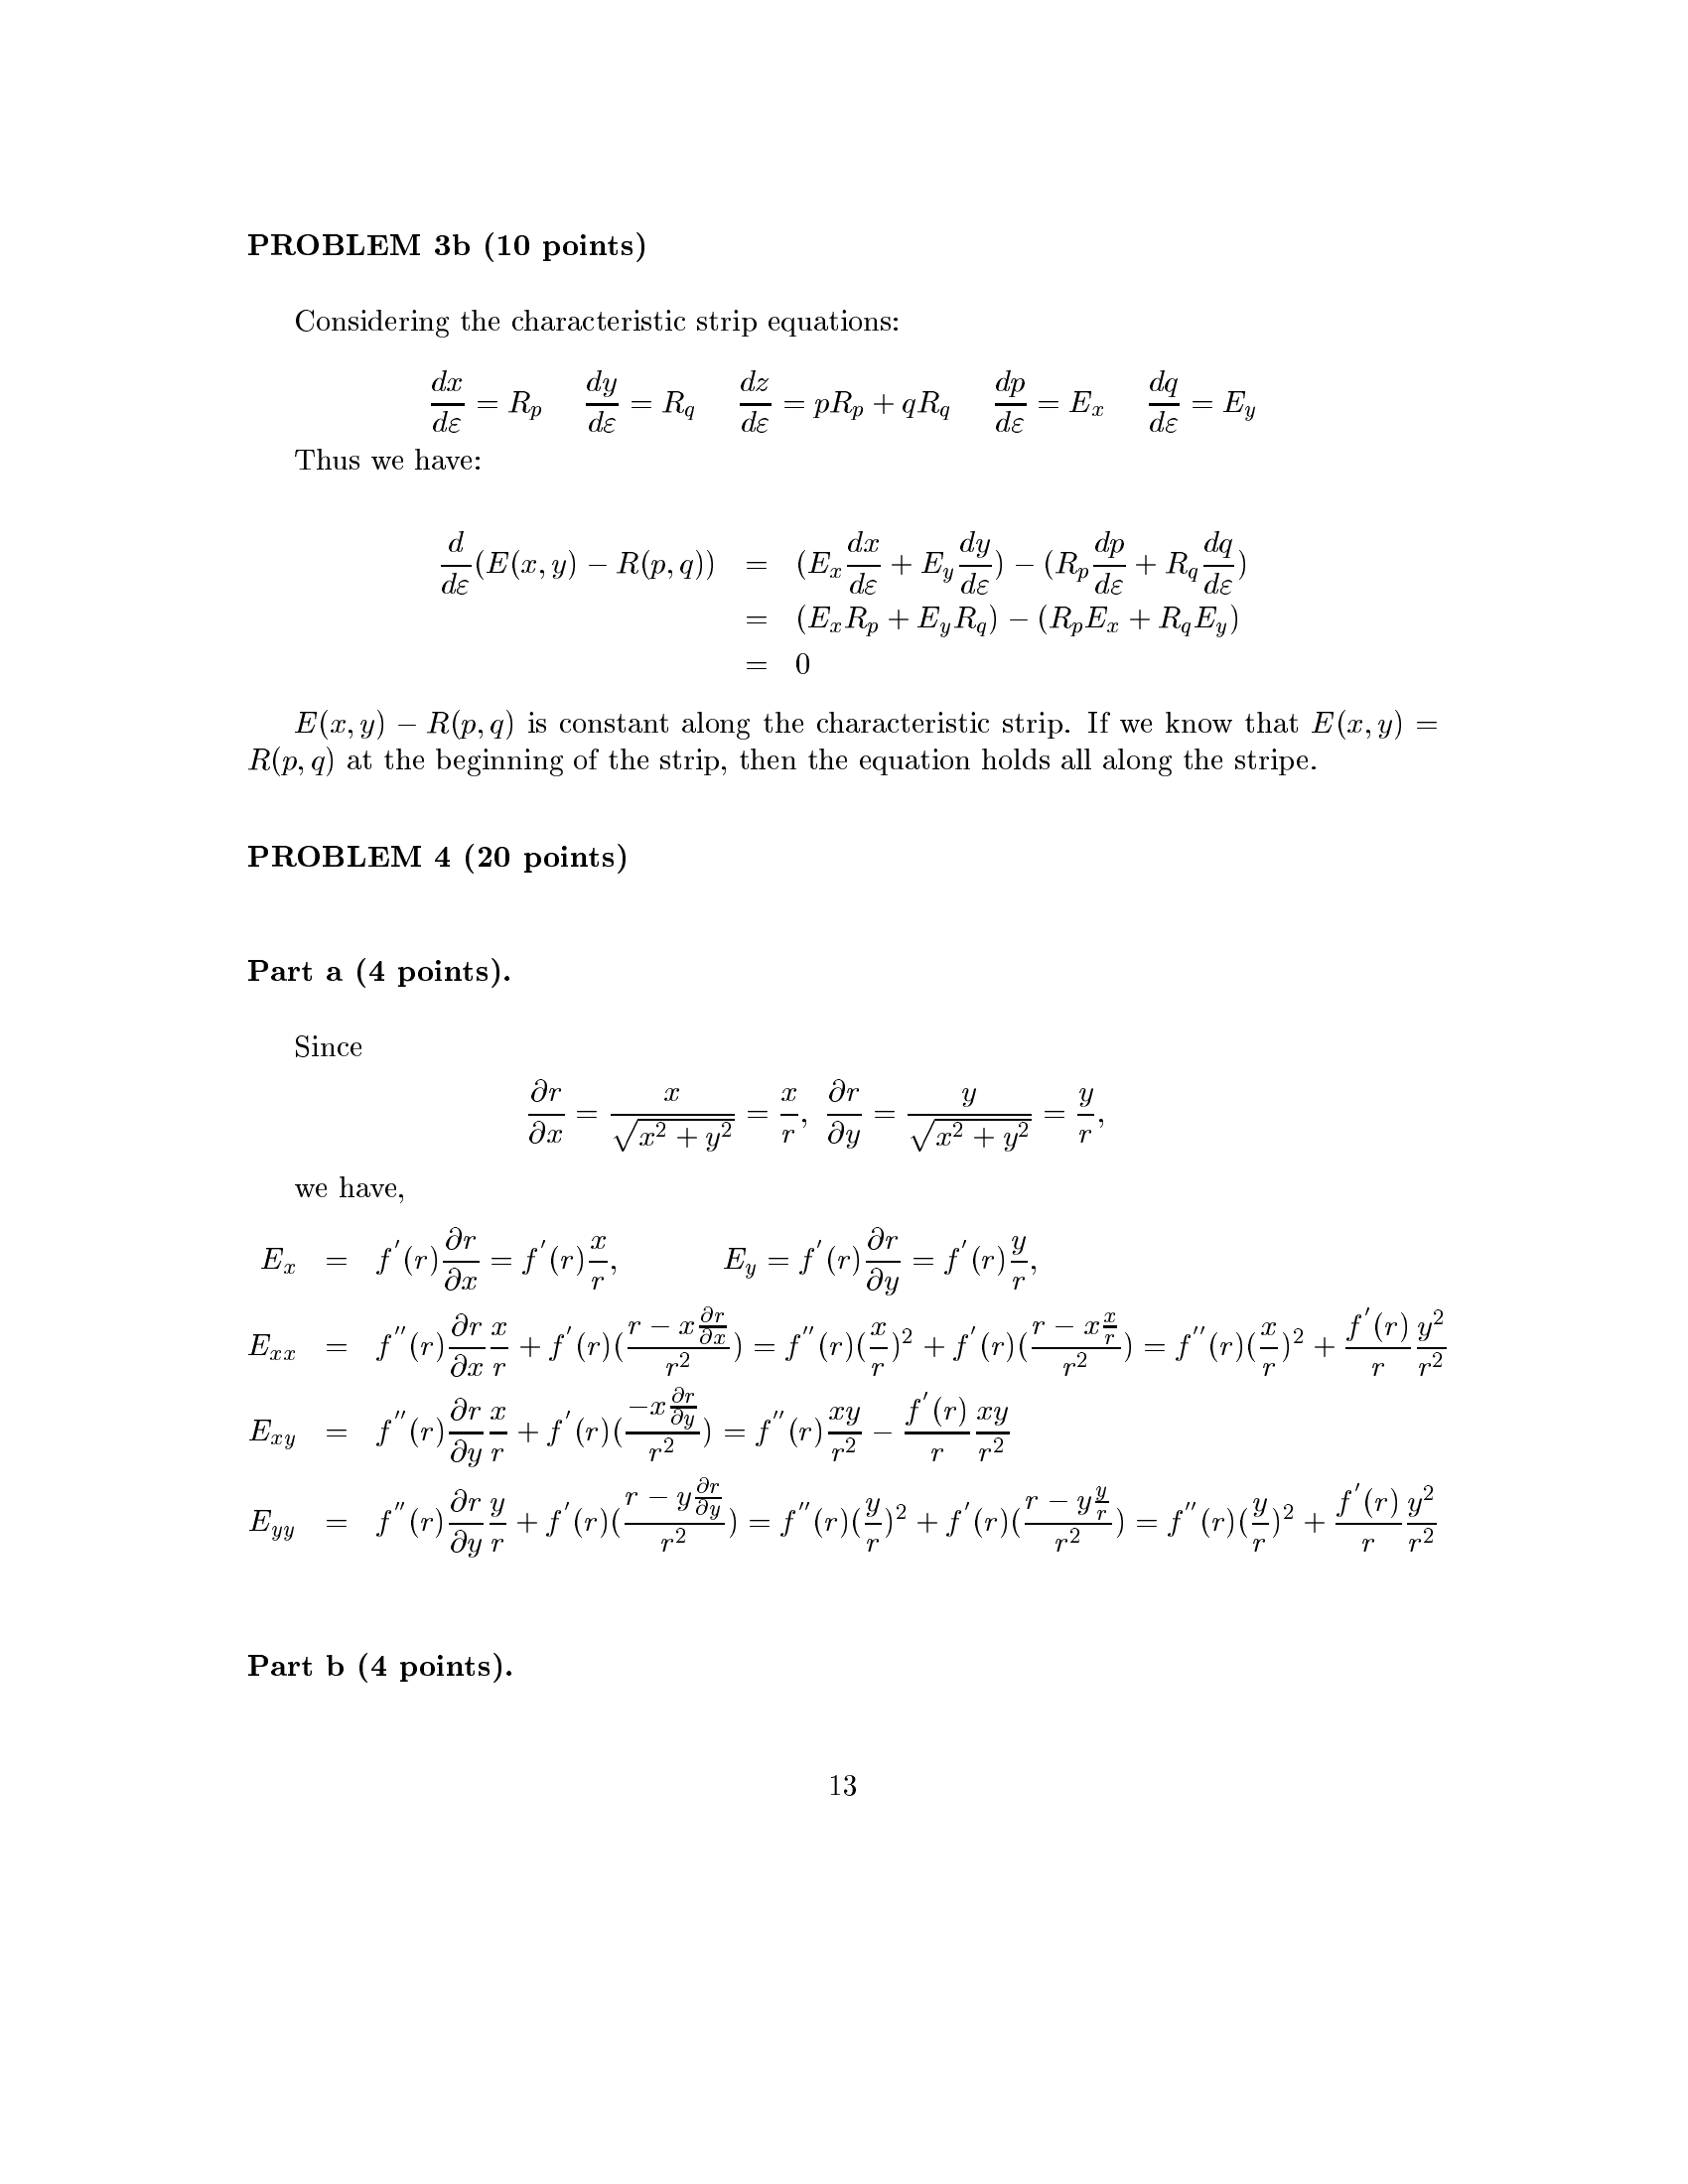 PROBLEM 3b (10 points)
Considering the characteristic strip equations:
$\frac{dx}{d\varepsilon} = R_p \quad \frac{dy}{d\varepsilon} = R_q \quad \frac{dz}{d\varepsilon} = pR_p + qR_q \quad \frac{dp}{d\varepsilon} = E_x \quad \frac{dq}{d\varepsilon} = E_y$
Thus we have:
$\frac{d}{d\varepsilon}(E(x,y) - R(p,q)) = (E_x\frac{dx}{d\varepsilon} + E_y\frac{dy}{d\varepsilon}) - (R_p\frac{dp}{d\varepsilon} + R_q\frac{dq}{d\varepsilon})$
$= (E_xR_p + E_yR_q) - (R_pE_x + R_qE_y)$
$= 0$
$E(x,y) - R(p,q)$ is constant along the characteristic strip. If we know that $E(x,y) =$
$R(p,q)$ at the beginning of the strip, then the equation holds all along the stripe.
PROBLEM 4 (20 points)
Part a (4 points).
Since
$\frac{\partial r}{\partial x} = \frac{x}{\sqrt{x^2+y^2}} = \frac{x}{r}, \; \frac{\partial r}{\partial y} = \frac{y}{\sqrt{x^2+y^2}} = \frac{y}{r},$
we have,
$E_x = f^{'}(r)\frac{\partial r}{\partial x} = f^{'}(r)\frac{x}{r}, \qquad E_y = f^{'}(r)\frac{\partial r}{\partial y} = f^{'}(r)\frac{y}{r},$
$E_{xx} = f^{''}(r)\frac{\partial r}{\partial x}\frac{x}{r} + f^{'}(r)(\frac{r - x\frac{\partial r}{\partial x}}{r^2}) = f^{''}(r)(\frac{x}{r})^2 + f^{'}(r)(\frac{r - x\frac{x}{r}}{r^2}) = f^{''}(r)(\frac{x}{r})^2 + \frac{f^{'}(r)}{r}\frac{y^2}{r^2}$
$E_{xy} = f^{''}(r)\frac{\partial r}{\partial y}\frac{x}{r} + f^{'}(r)(\frac{-x\frac{\partial r}{\partial y}}{r^2}) = f^{''}(r)\frac{xy}{r^2} - \frac{f^{'}(r)}{r}\frac{xy}{r^2}$
$E_{yy} = f^{''}(r)\frac{\partial r}{\partial y}\frac{y}{r} + f^{'}(r)(\frac{r - y\frac{\partial r}{\partial y}}{r^2}) = f^{''}(r)(\frac{y}{r})^2 + f^{'}(r)(\frac{r - y\frac{y}{r}}{r^2}) = f^{''}(r)(\frac{y}{r})^2 + \frac{f^{'}(r)}{r}\frac{y^2}{r^2}$
Part b (4 points).
13